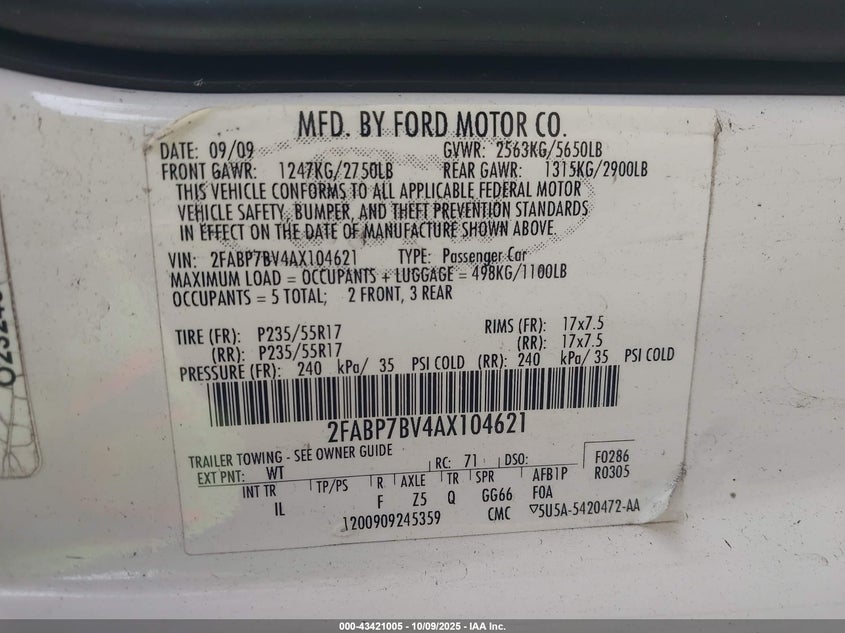 MFD. BY FORD MOTOR CO.
DATE: 09/09 GVWR: 2563KG/5650LB
FRONT GAWR: 1247KG/2750LB REAR GAWR: 1315KG/2900LB
THIS VEHICLE CONFORMS TO ALL APPLICABLE FEDERAL MOTOR
VEHICLE SAFETY, BUMPER, AND THEFT PREVENTION STANDARDS
IN EFFECT ON THE DATE OF MANUFACTURE SHOWN ABOVE.
VIN: 2FABP7BV4AX104621 TYPE: Passenger Car
MAXIMUM LOAD = OCCUPANTS + LUGGAGE = 498KG/1100LB
OCCUPANTS = 5 TOTAL; 2 FRONT, 3 REAR
TIRE (FR): P235/55R17 RIMS (FR): 17x7.5
(RR): P235/55R17 (RR): 17x7.5
PRESSURE (FR): 240 kPa/ 35 PSI COLD (RR): 240 kPa/ 35 PSI COLD
2FABP7BV4AX104621
TRAILER TOWING - SEE OWNER GUIDE
EXT PNT: WT RC: 71 DSO: F0286
R0305
INT TR TP/PS R AXLE TR SPR AFB1P
IL F Z5 Q GG66 FOA
1200909245359 CMC ▽5U5A-5420472-AA
000-43421005 - 10/09/2025 - IAA Inc.